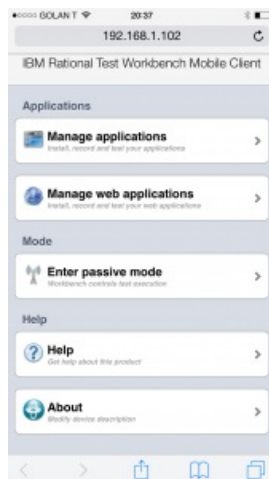 GOLAN T 20:37
192.168.1.102
IBM Rational Test Workbench Mobile Client
Applications
Manage applications
Install, record and test your applications
Manage web applications
Install, record and test your web applications
Mode
Enter passive mode
Workbench controls test execution
Help
Help
Get help about this product
About
Modify device description